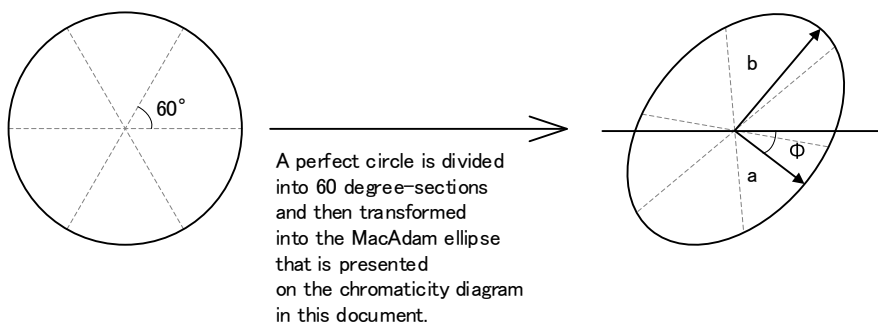 60°
A perfect circle is divided
into 60 degree-sections
and then transformed
into the MacAdam ellipse
that is presented
on the chromaticity diagram
in this document.
b
Φ
a